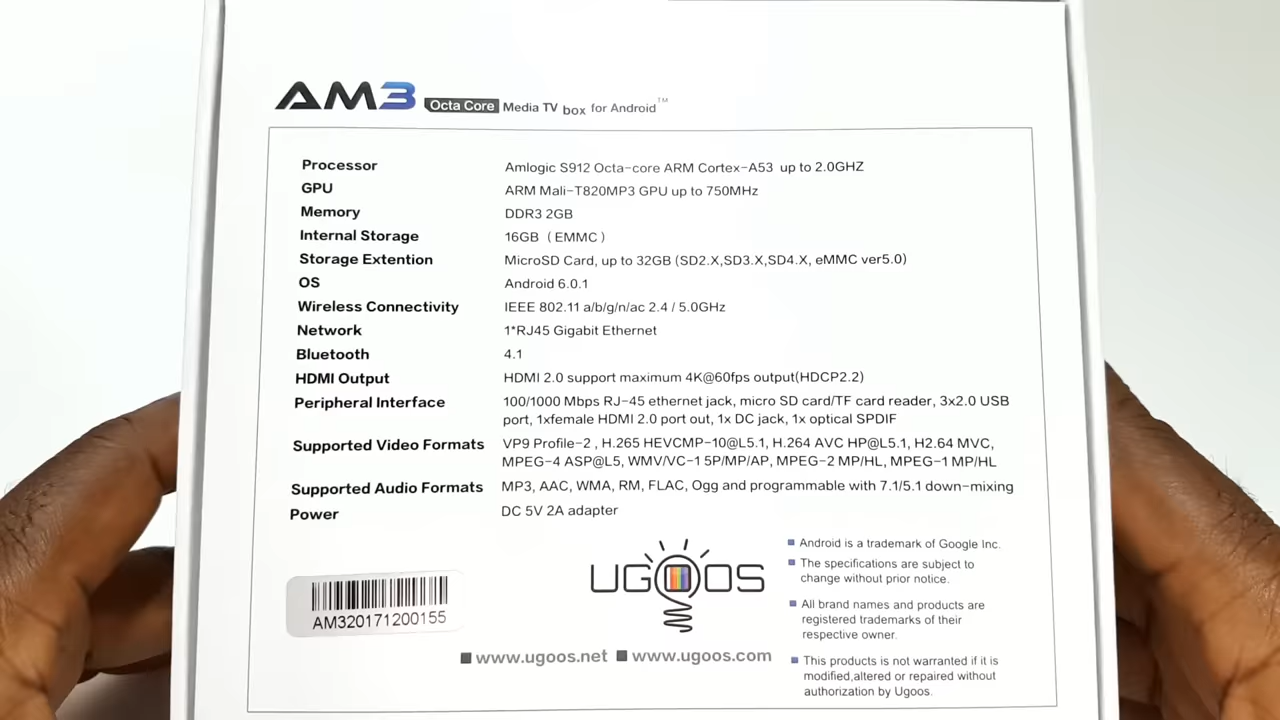 AM3 Octa Core Media TV box for Android™
Processor Amlogic S912 Octa-core ARM Cortex-A53 up to 2.0GHZ
GPU ARM Mali-T820MP3 GPU up to 750MHz
Memory DDR3 2GB
Internal Storage 16GB (EMMC)
Storage Extention MicroSD Card, up to 32GB (SD2.X,SD3.X,SD4.X, eMMC ver5.0)
OS Android 6.0.1
Wireless Connectivity IEEE 802.11 a/b/g/n/ac 2.4 / 5.0GHz
Network 1*RJ45 Gigabit Ethernet
Bluetooth 4.1
HDMI Output HDMI 2.0 support maximum 4K@60fps output(HDCP2.2)
Peripheral Interface 100/1000 Mbps RJ-45 ethernet jack, micro SD card/TF card reader, 3x2.0 USB
port, 1xfemale HDMI 2.0 port out, 1x DC jack, 1x optical SPDIF
Supported Video Formats VP9 Profile-2 , H.265 HEVCMP-10@L5.1, H.264 AVC HP@L5.1, H2.64 MVC,
MPEG-4 ASP@L5, WMV/VC-1 5P/MP/AP, MPEG-2 MP/HL, MPEG-1 MP/HL
Supported Audio Formats MP3, AAC, WMA, RM, FLAC, Ogg and programmable with 7.1/5.1 down-mixing
Power DC 5V 2A adapter
AM320171200155
UGOOS
www.ugoos.net www.ugoos.com
Android is a trademark of Google Inc.
The specifications are subject to
change without prior notice.
All brand names and products are
registered trademarks of their
respective owner.
This products is not warranted if it is
modified,altered or repaired without
authorization by Ugoos.